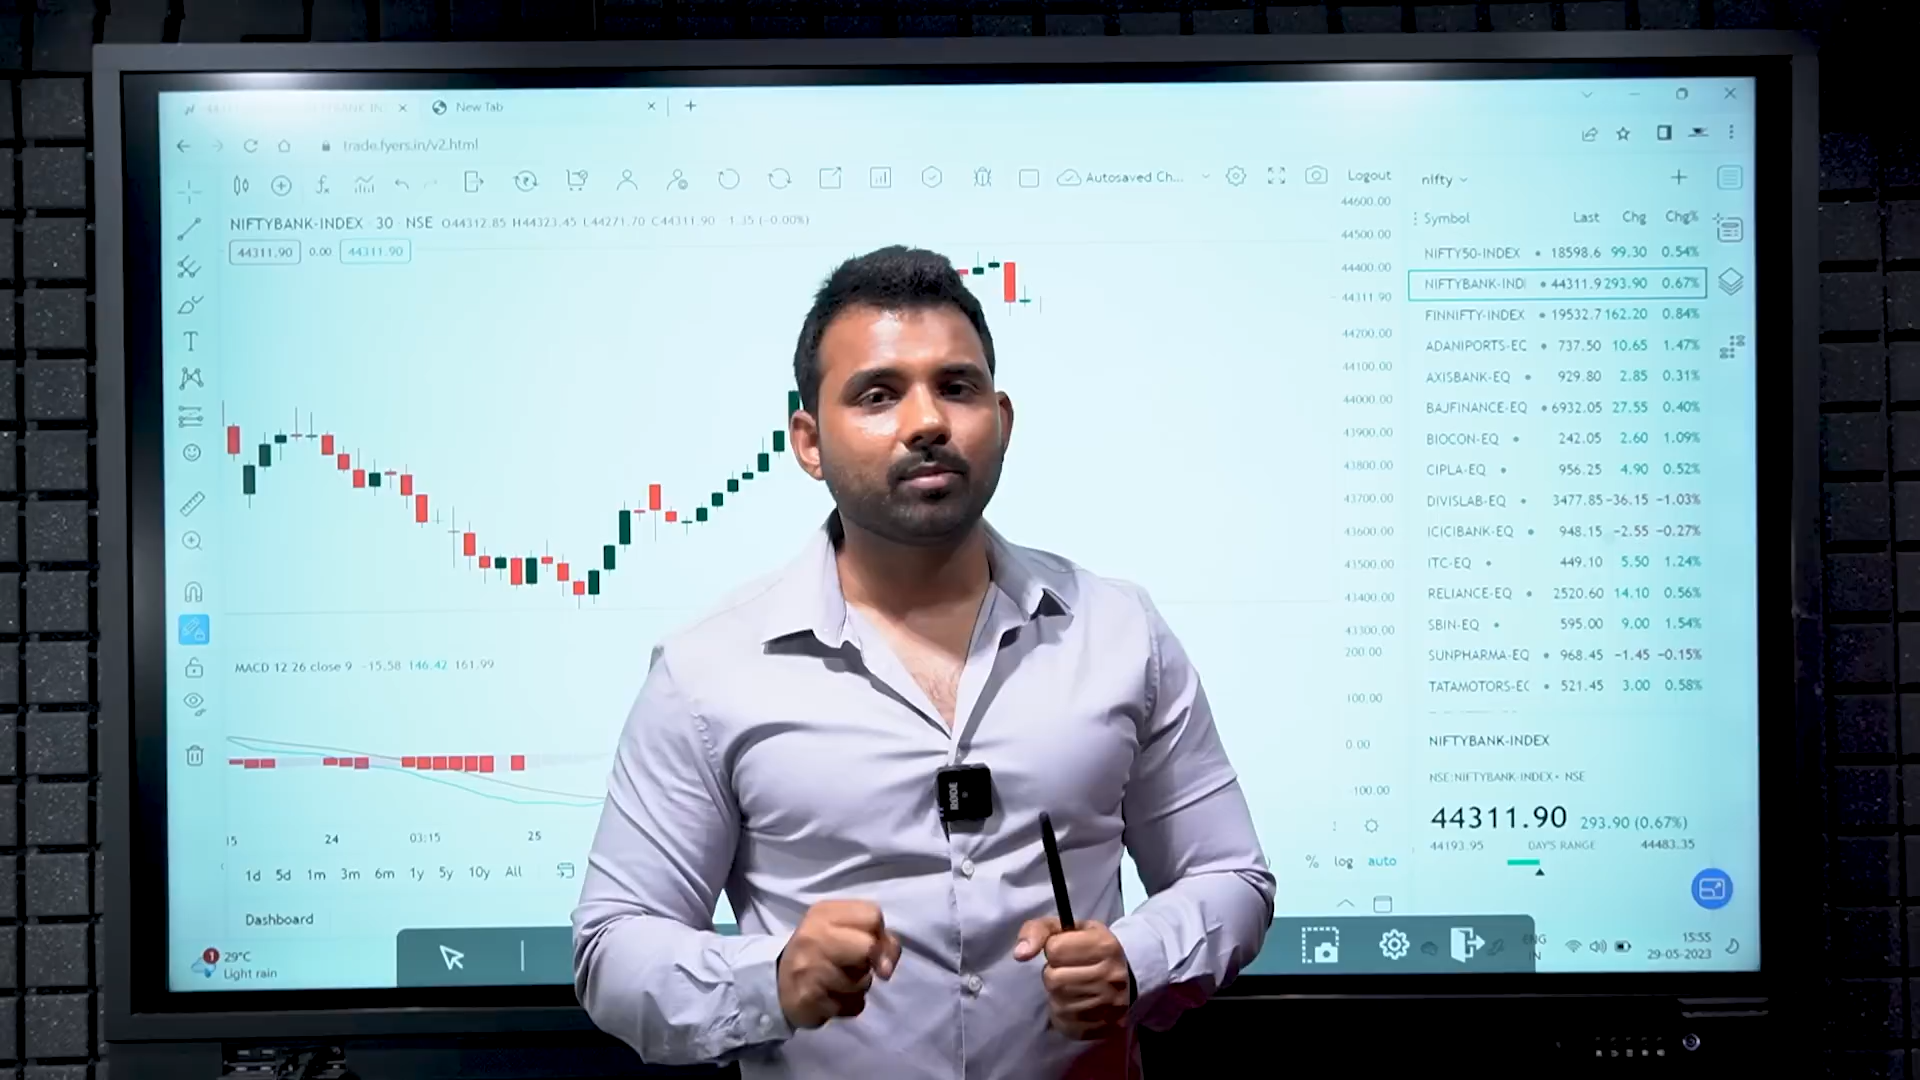 New Tab
trade.fyers.in/v2.html
Autosaved Ch...
Logout
nifty
NIFTYBANK-INDEX · 30 · NSE O44312.85 H44323.45 L44271.70 C44311.90 -1.35 (-0.00%)
44311.90 0.00 44311.90
44600.00
44500.00
44400.00
44311.90
44200.00
44100.00
44000.00
43900.00
43800.00
43700.00
43600.00
43500.00
43400.00
43300.00
200.00
100.00
0.00
-100.00
Symbol Last Chg Chg%
NIFTY50-INDEX • 18598.6 99.30 0.54%
NIFTYBANK-INDI • 44311.9 293.90 0.67%
FINNIFTY-INDEX • 19532.7 162.20 0.84%
ADANIPORTS-EC • 737.50 10.65 1.47%
AXISBANK-EQ • 929.80 2.85 0.31%
BAJFINANCE-EQ • 6932.05 27.55 0.40%
BIOCON-EQ • 242.05 2.60 1.09%
CIPLA-EQ • 956.25 4.90 0.52%
DIVISLAB-EQ • 3477.85 -36.15 -1.03%
ICICIBANK-EQ • 948.15 -2.55 -0.27%
ITC-EQ • 449.10 5.50 1.24%
RELIANCE-EQ • 2520.60 14.10 0.56%
SBIN-EQ • 595.00 9.00 1.54%
SUNPHARMA-EQ • 968.45 -1.45 -0.15%
TATAMOTORS-EC • 521.45 3.00 0.58%
NIFTYBANK-INDEX
NSE:NIFTYBANK-INDEX • NSE
44311.90 293.90 (0.67%)
44193.95 DAY'S RANGE 44483.35
MACD 12 26 close 9 -15.58 146.42 161.99
15 24 03:15 25
1d 5d 1m 3m 6m 1y 5y 10y All
% log auto
Dashboard
1
29°C
Light rain
RØDE
ENG
IN
15:55
29-05-2023